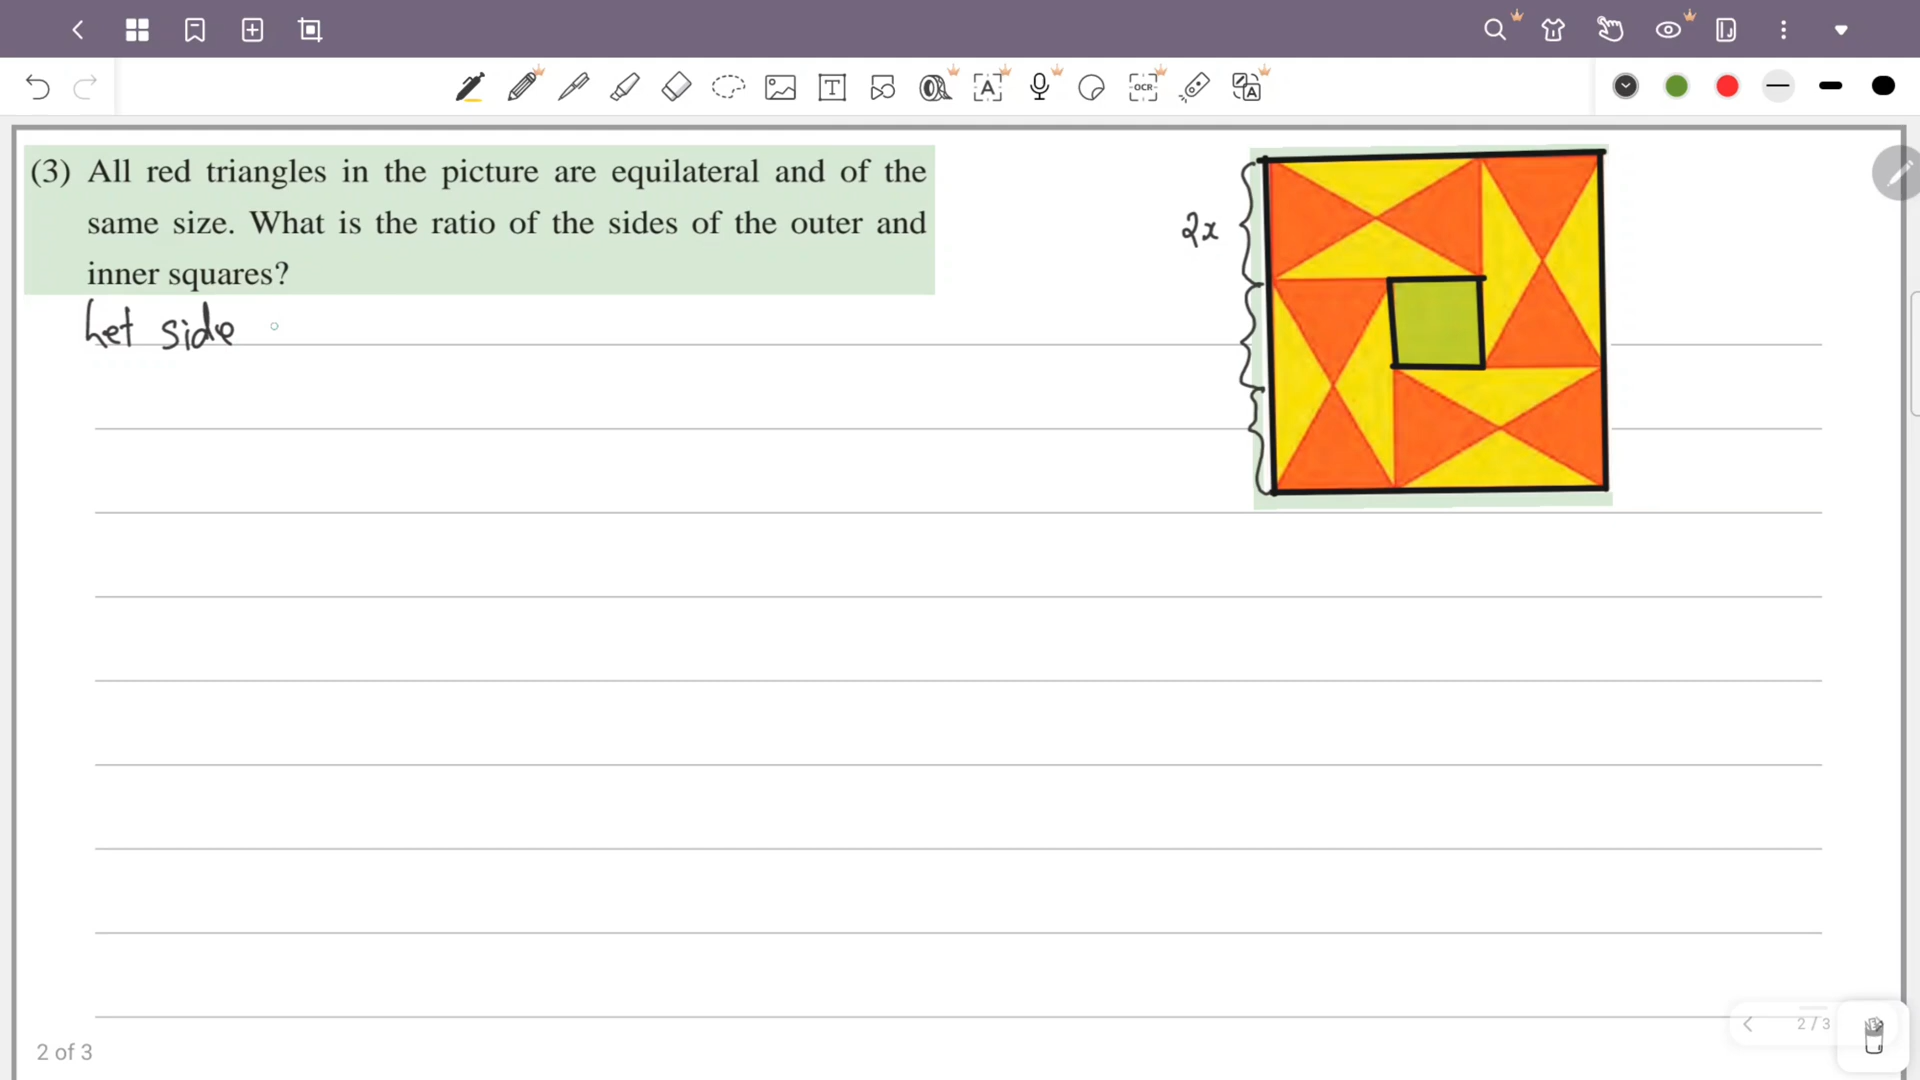 (3) All red triangles in the picture are equilateral and of the
same size. What is the ratio of the sides of the outer and
inner squares?
2x
Let side
2 / 3
2 of 3